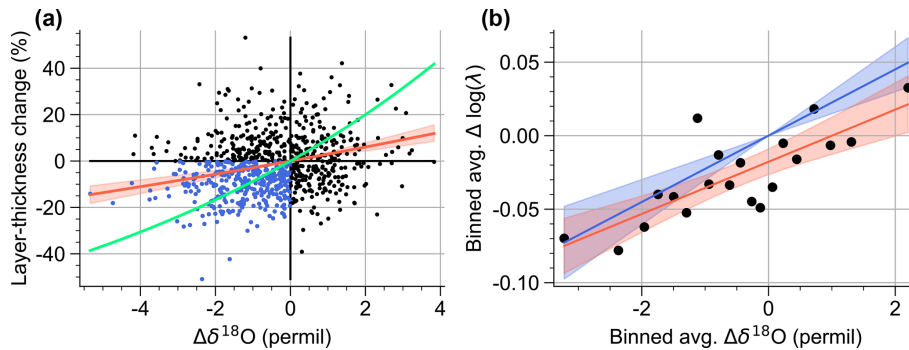 (a)
Layer-thickness change (%)
40
20
0
−20
−40
−4
−2
0
2
4
Δδ¹⁸O (permil)
(b)
Binned avg. Δ log(λ)
0.05
0.00
−0.05
−0.10
−2
0
2
Binned avg. Δδ¹⁸O (permil)